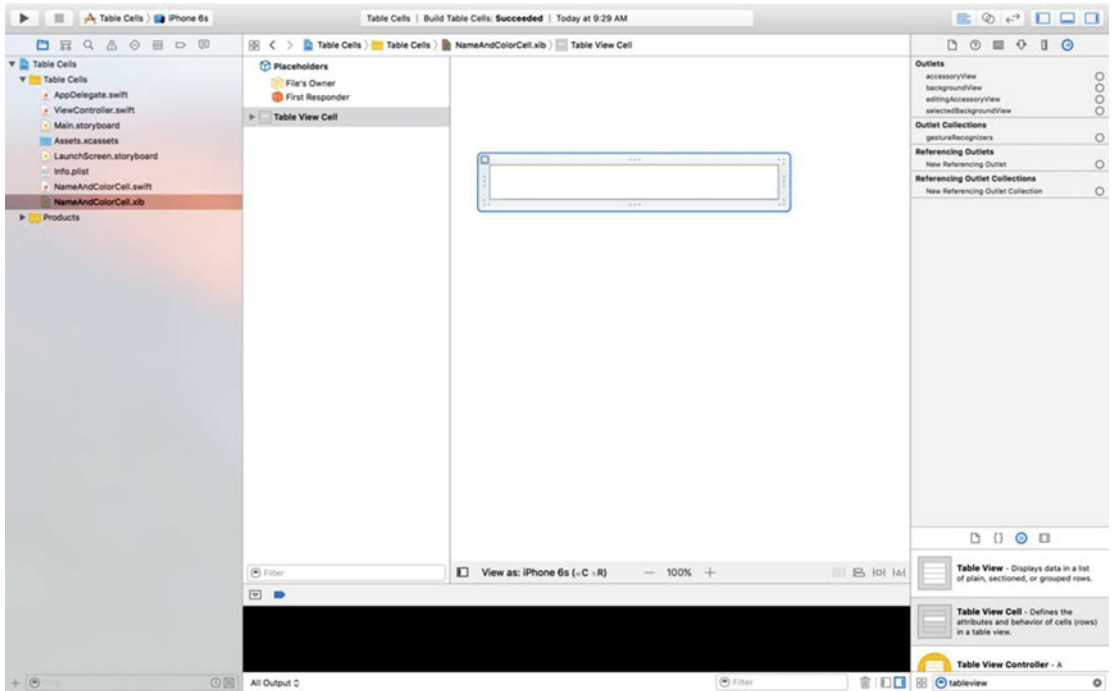 Table Cells
iPhone 6s
Table Cells | Build Table Cells: Succeeded | Today at 9:29 AM
Table Cells
Table Cells
AppDelegate.swift
ViewController.swift
Main.storyboard
Assets.xcassets
LaunchScreen.storyboard
Info.plist
NameAndColorCell.swift
NameAndColorCell.xib
Products
Table Cells
Table Cells
NameAndColorCell.xib
Table View Cell
Placeholders
File's Owner
First Responder
Table View Cell
Filter
View as: iPhone 6s
100%
All Output
Filter
Outlets
accessoryView
backgroundView
editingAccessoryView
selectedBackgroundView
Outlet Collections
gestureRecognizers
Referencing Outlets
New Referencing Outlet
Referencing Outlet Collections
New Referencing Outlet Collection
Table View - Displays data in a list
of plain, sectioned, or grouped rows.
Table View Cell - Defines the
attributes and behavior of cells (rows)
in a table view.
Table View Controller - A
tableview